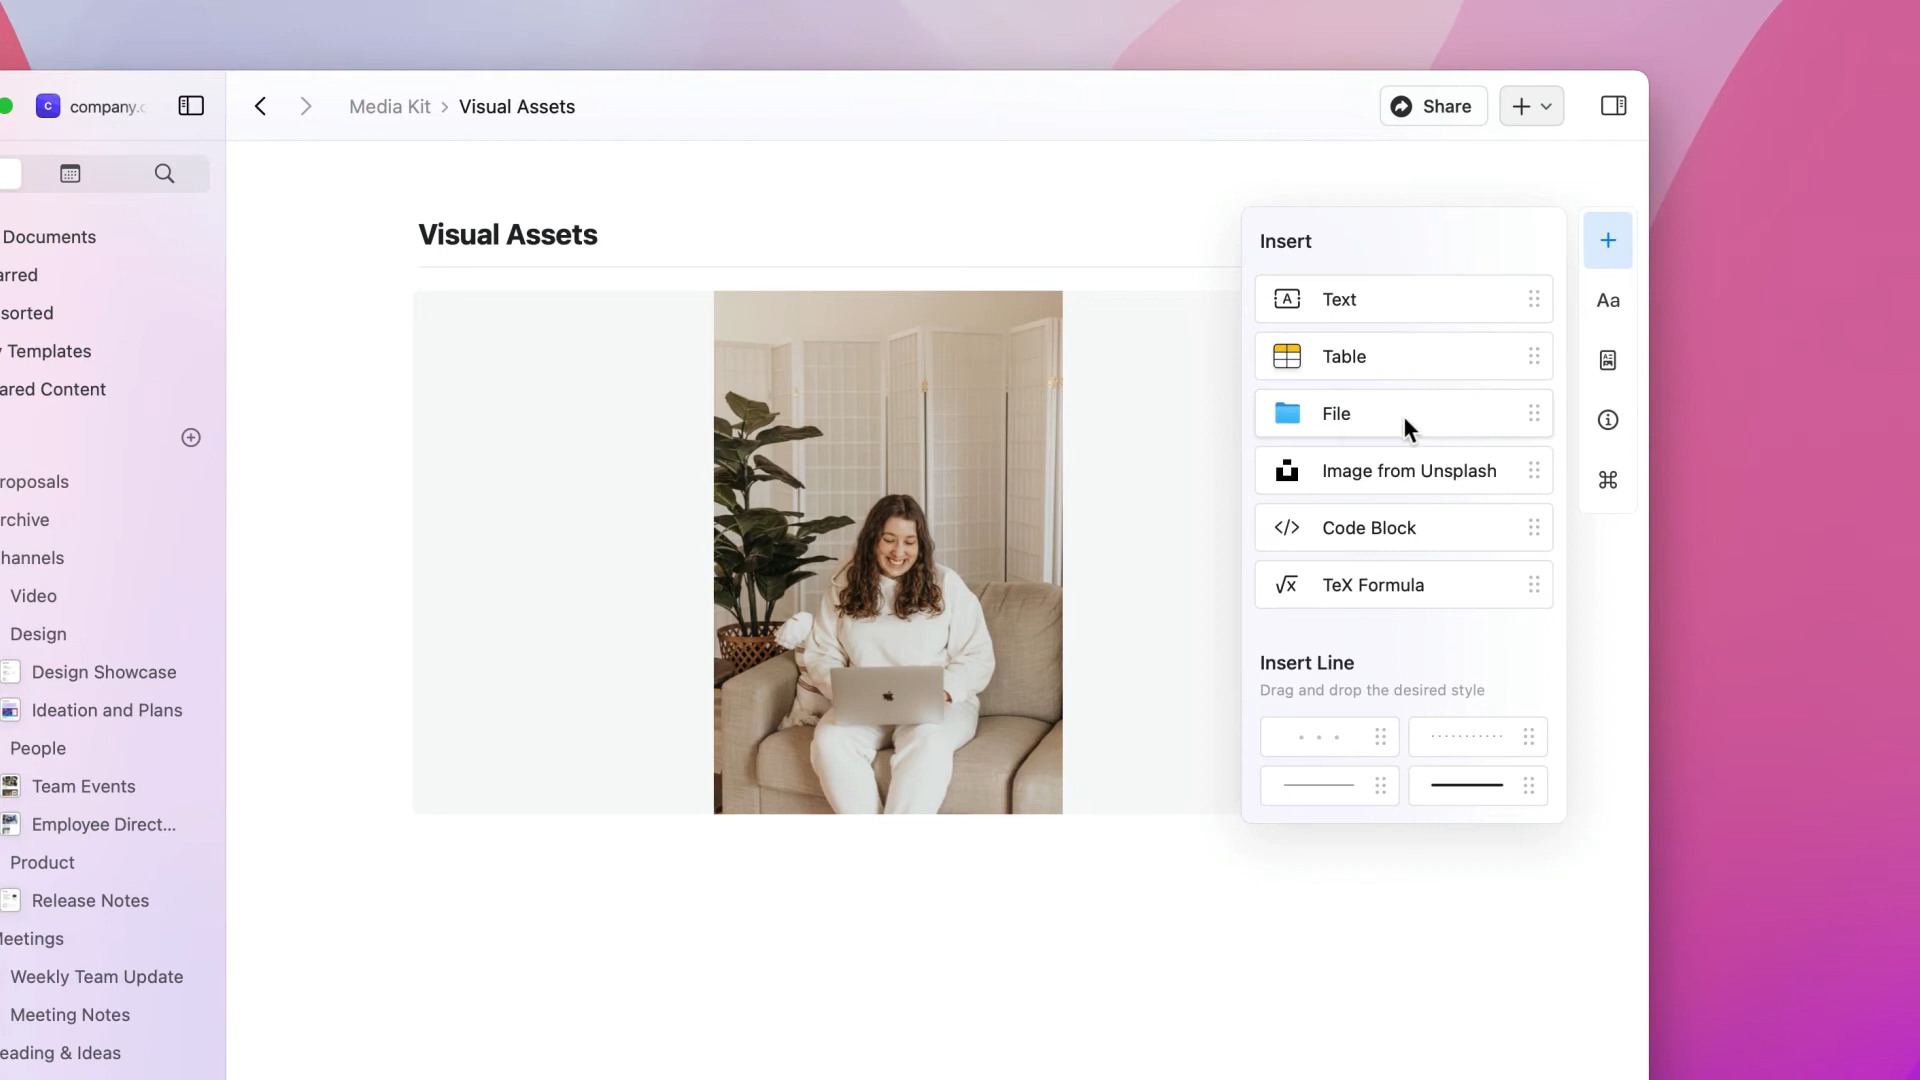 C company.c
Media Kit > Visual Assets
Share
Documents
arred
sorted
Templates
ared Content
roposals
rchive
hannels
Video
Design
Design Showcase
Ideation and Plans
People
Team Events
Employee Direct...
Product
Release Notes
Meetings
Weekly Team Update
Meeting Notes
eading & Ideas
Visual Assets
Insert
A Text
Table
File
Image from Unsplash
</> Code Block
√x TeX Formula
Insert Line
Drag and drop the desired style
Aa